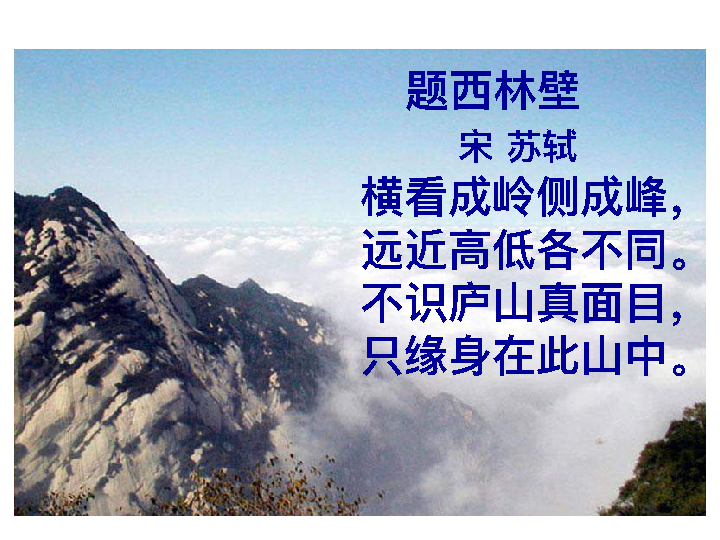 题西林壁
宋 苏轼
横看成岭侧成峰，
远近高低各不同。
不识庐山真面目，
只缘身在此山中。